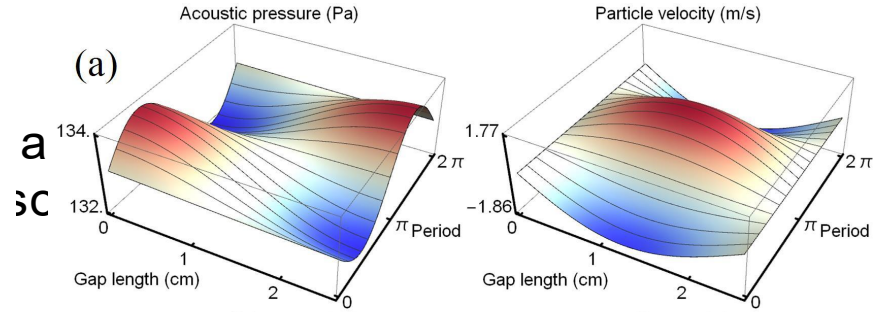 Acoustic pressure (Pa)
Particle velocity (m/s)
(a)
134.
132.
0
1
2
Gap length (cm)
0
π
2 π
Period
1.77
−1.86
0
1
2
Gap length (cm)
0
π
2 π
Period
a
sc